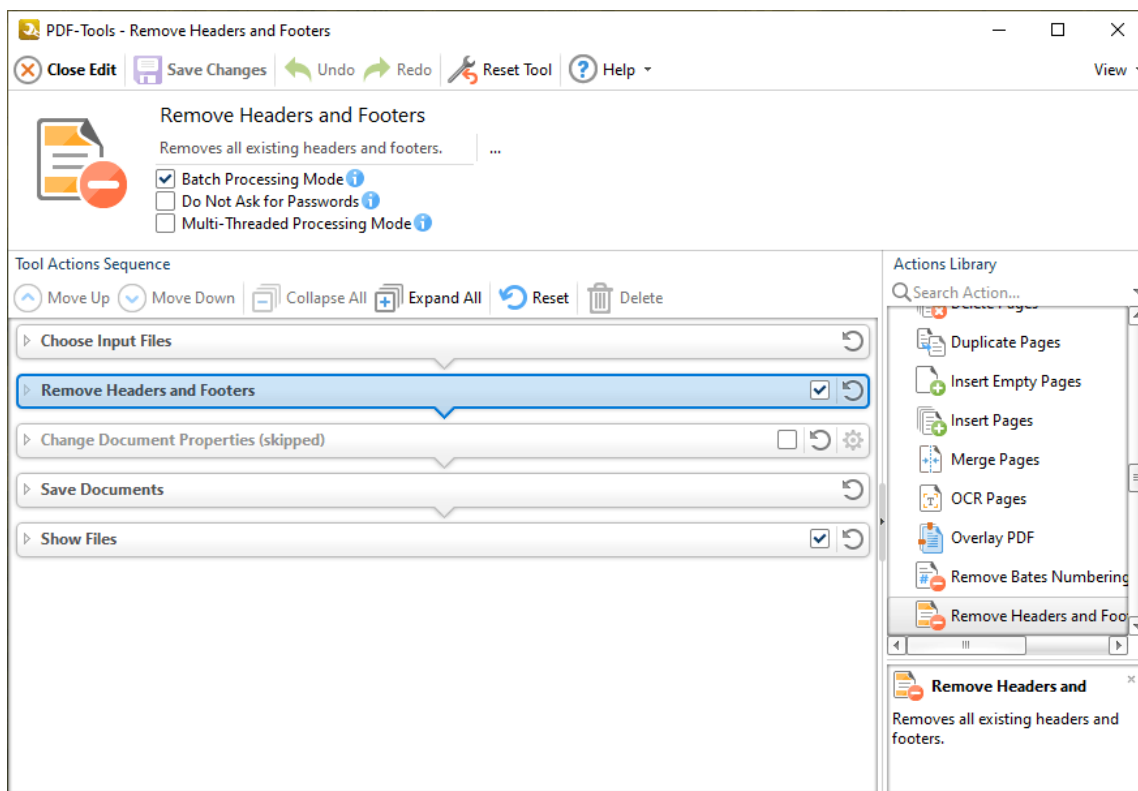 PDF-Tools - Remove Headers and Footers
Close Edit Save Changes Undo Redo Reset Tool Help View
Remove Headers and Footers
Removes all existing headers and footers. ...
Batch Processing Mode
Do Not Ask for Passwords
Multi-Threaded Processing Mode
Tool Actions Sequence
Move Up Move Down Collapse All Expand All Reset Delete
Choose Input Files
Remove Headers and Footers
Change Document Properties (skipped)
Save Documents
Show Files
Actions Library
Search Action...
Delete Pages
Duplicate Pages
Insert Empty Pages
Insert Pages
Merge Pages
OCR Pages
Overlay PDF
Remove Bates Numbering
Remove Headers and Foo
Remove Headers and
Removes all existing headers and
footers.